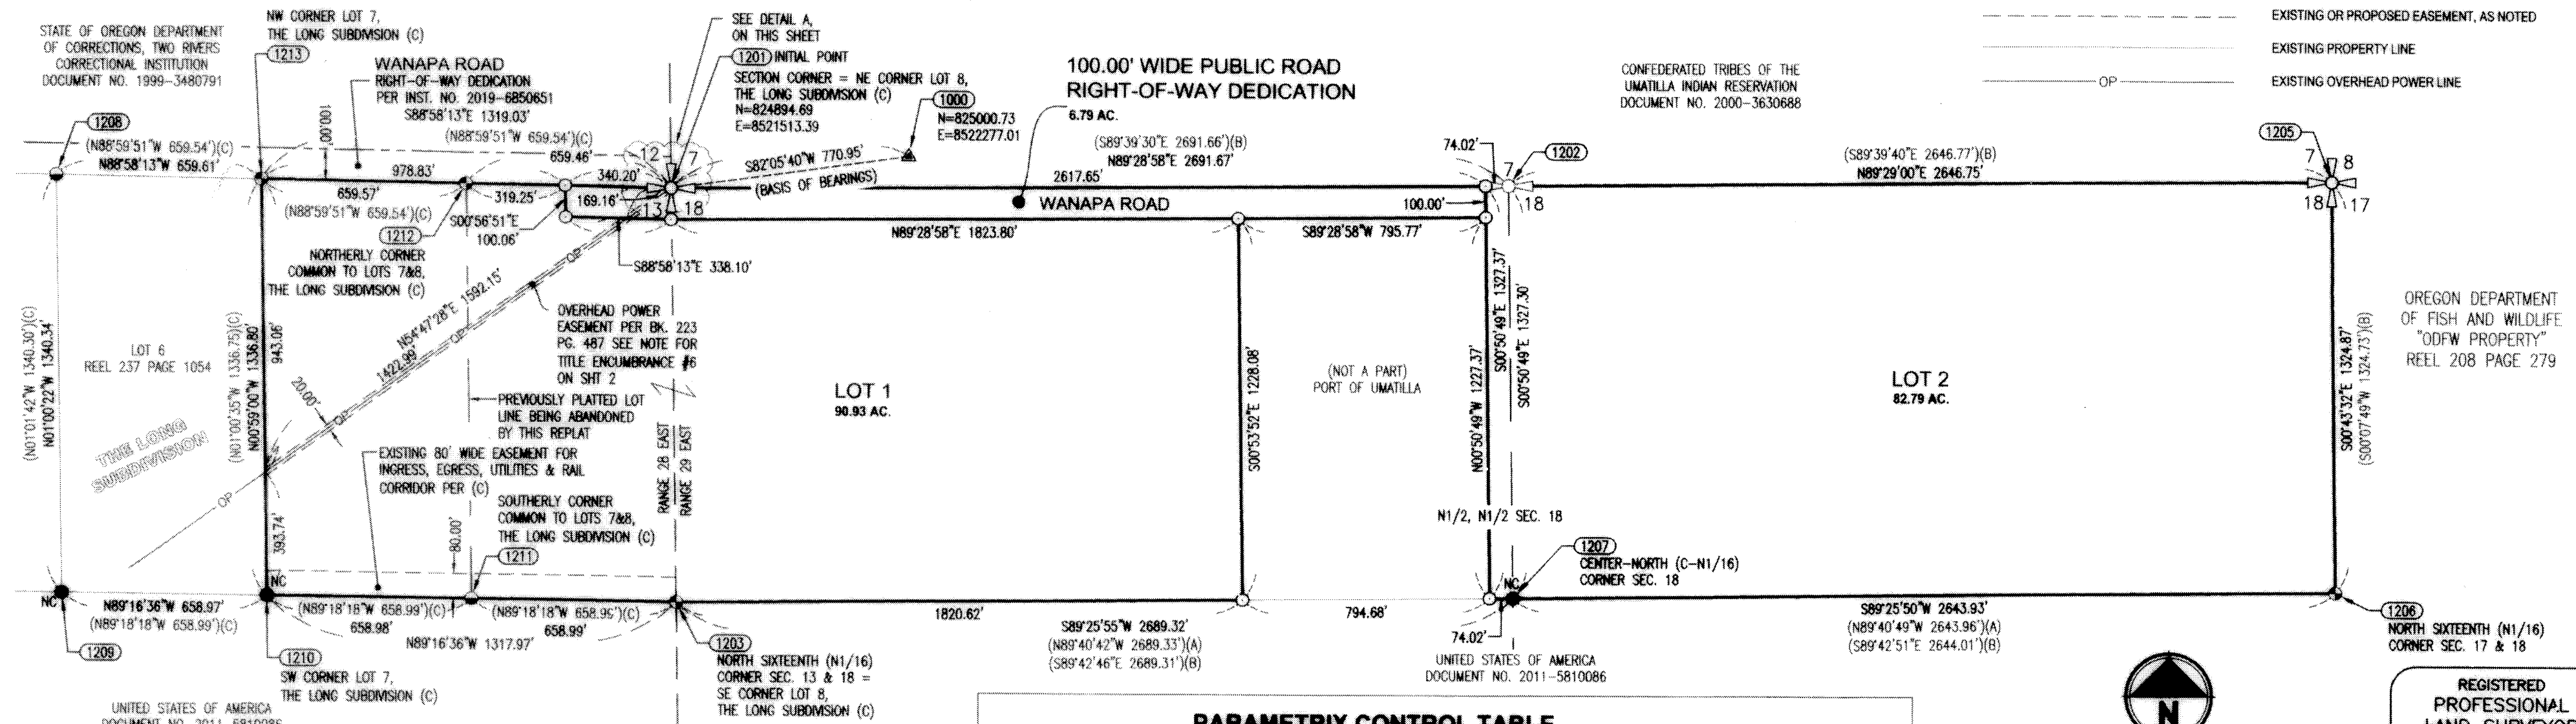 STATE OF OREGON DEPARTMENT
OF CORRECTIONS, TWO RIVERS
CORRECTIONAL INSTITUTION
DOCUMENT NO. 1999-3480791
NW CORNER LOT 7,
THE LONG SUBDIVISION (C)
1213
WANAPA ROAD
RIGHT-OF-WAY DEDICATION
PER INST. NO. 2019-6850651
S88°58'13"E 1319.03'
(N88°59'51"W 659.54')(C)
659.46'
100.00'
SEE DETAIL A,
ON THIS SHEET
1201 INITIAL POINT
SECTION CORNER = NE CORNER LOT 8,
THE LONG SUBDIVISION (C)
N=824894.69
E=8521513.39
1000
N=825000.73
E=8522277.01
100.00' WIDE PUBLIC ROAD
RIGHT-OF-WAY DEDICATION
6.79 AC.
(S89°39'30"E 2691.66')(B)
N89°28'58"E 2691.67'
CONFEDERATED TRIBES OF THE
UMATILLA INDIAN RESERVATION
DOCUMENT NO. 2000-3630688
EXISTING OR PROPOSED EASEMENT, AS NOTED
EXISTING PROPERTY LINE
OP
EXISTING OVERHEAD POWER LINE
1208
(N88°59'51"W 659.54')(C)
N88°58'13"W 659.61'
978.83'
659.57'
(N88°59'51"W 659.54')(C)
319.25'
340.20'
169.16'
12 7
13 18
S82°05'40"W 770.95'
(BASIS OF BEARINGS)
2617.65'
WANAPA ROAD
74.02'
1202
7
18
100.00'
(S89°39'40"E 2646.77')(B)
N89°29'00"E 2646.75'
1205
7 8
18 17
S00°56'51"E
100.06'
1212
NORTHERLY CORNER
COMMON TO LOTS 7&8,
THE LONG SUBDIVISION (C)
S88°58'13"E 338.10'
N89°28'58"E 1823.80'
S89°28'58"W 795.77'
(N01°01'42"W 1340.30')(C)
N01°00'22"W 1340.34'
LOT 6
REEL 237 PAGE 1054
THE LONG
SUBDIVISION
(N01°00'35"W 1336.75')(C)
N00°59'00"W 1336.80'
943.06'
393.74'
N54°47'28"E 1592.15'
1422.99'
20.00'
OP
OP
OP
OP
OVERHEAD POWER
EASEMENT PER BK. 223
PG. 487 SEE NOTE FOR
TITLE ENCUMBRANCE #6
ON SHT 2
PREVIOUSLY PLATTED LOT
LINE BEING ABANDONED
BY THIS REPLAT
EXISTING 80' WIDE EASEMENT FOR
INGRESS, EGRESS, UTILITIES & RAIL
CORRIDOR PER (C)
RANGE 28 EAST
RANGE 29 EAST
80.00'
SOUTHERLY CORNER
COMMON TO LOTS 7&8,
THE LONG SUBDIVISION (C)
1211
LOT 1
90.93 AC.
S00°53'52"E 1228.08'
(NOT A PART)
PORT OF UMATILLA
N00°50'49"W 1227.37'
S00°50'49"E 1327.37'
S00°50'49"E 1327.30'
N1/2, N1/2 SEC. 18
LOT 2
82.79 AC.
S00°43'32"E 1324.87'
(S00°07'49"W 1324.73')(B)
OREGON DEPARTMENT
OF FISH AND WILDLIFE
"ODFW PROPERTY"
REEL 208 PAGE 279
1207
CENTER-NORTH (C-N1/16)
CORNER SEC. 18
NC
NC
NC
N89°16'36"W 658.97'
(N89°18'18"W 658.99')(C)
1209
(N89°18'18"W 658.99')(C)
658.98'
(N89°18'18"W 658.99')(C)
658.99'
N89°16'36"W 1317.97'
1210
SW CORNER LOT 7,
THE LONG SUBDIVISION (C)
1203
NORTH SIXTEENTH (N1/16)
CORNER SEC. 13 & 18 =
SE CORNER LOT 8,
THE LONG SUBDIVISION (C)
1820.62'
S89°25'55"W 2689.32'
(N89°40'42"W 2689.33')(A)
(S89°42'46"E 2689.31')(B)
794.68'
74.02'
UNITED STATES OF AMERICA
DOCUMENT NO. 2011-5810086
S89°25'50"W 2643.93'
(N89°40'49"W 2643.96')(A)
(S89°42'51"E 2644.01')(B)
1206
NORTH SIXTEENTH (N1/16)
CORNER SEC. 17 & 18
UNITED STATES OF AMERICA
DOCUMENT NO. 2011-5810086
PARAMETRIX CONTROL TABLE
N
REGISTERED
PROFESSIONAL
LAND SURVEYOR